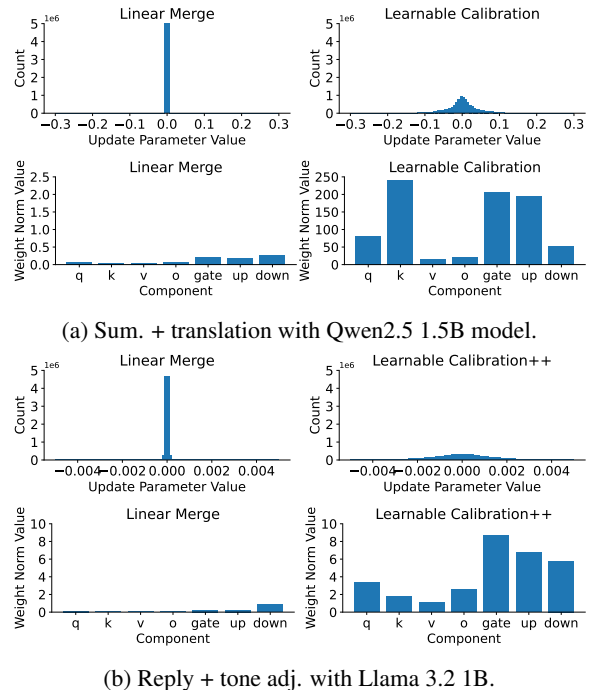 Linear Merge
1e6
5
4
3
2
1
0
Count
−0.3 −0.2 −0.1 0.0 0.1 0.2 0.3
Update Parameter Value
Learnable Calibration
1e6
5
4
3
2
1
0
Count
−0.3 −0.2 −0.1 0.0 0.1 0.2 0.3
Update Parameter Value
Linear Merge
2.5
2.0
1.5
1.0
0.5
0.0
Weight Norm Value
q k v o gate up down
Component
Learnable Calibration
250
200
150
100
50
0
Weight Norm Value
q k v o gate up down
Component
(a) Sum. + translation with Qwen2.5 1.5B model.
Linear Merge
1e6
5
4
3
2
1
0
Count
−0.004 −0.002 0.000 0.002 0.004
Update Parameter Value
Learnable Calibration++
1e6
5
4
3
2
1
0
Count
−0.004 −0.002 0.000 0.002 0.004
Update Parameter Value
Linear Merge
10
8
6
4
2
0
Weight Norm Value
q k v o gate up down
Component
Learnable Calibration++
10
8
6
4
2
0
Weight Norm Value
q k v o gate up down
Component
(b) Reply + tone adj. with Llama 3.2 1B.